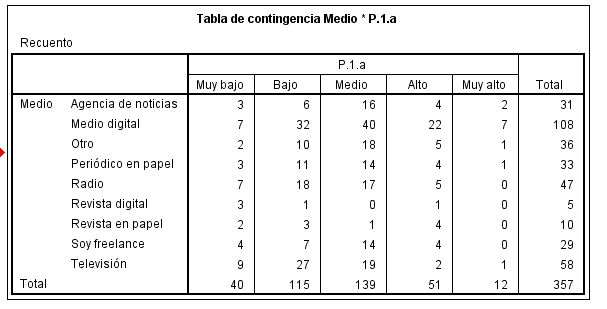 Tabla de contingencia Medio * P.1.a
Recuento
P.1.a
Muy bajo Bajo Medio Alto Muy alto Total
Medio Agencia de noticias 3 6 16 4 2 31
Medio digital 7 32 40 22 7 108
Otro 2 10 18 5 1 36
Periódico en papel 3 11 14 4 1 33
Radio 7 18 17 5 0 47
Revista digital 3 1 0 1 0 5
Revista en papel 2 3 1 4 0 10
Soy freelance 4 7 14 4 0 29
Televisión 9 27 19 2 1 58
Total 40 115 139 51 12 357